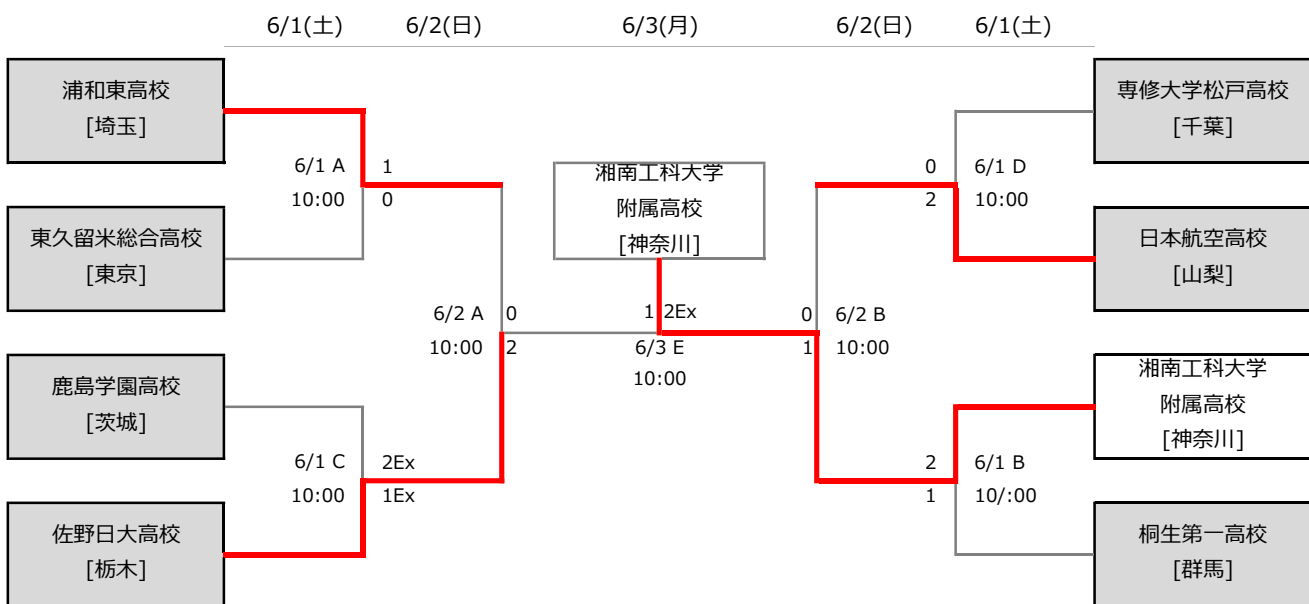 6/1(土) 6/2(日) 6/3(月) 6/2(日) 6/1(土)
浦和東高校
[埼玉]
6/1 A
10:00
1
0
東久留米総合高校
[東京]
6/2 A
10:00
0
2
鹿島学園高校
[茨城]
6/1 C
10:00
2Ex
1Ex
佐野日大高校
[栃木]
湘南工科大学
附属高校
[神奈川]
1 2Ex
6/3 E
10:00
専修大学松戸高校
[千葉]
0
2
6/1 D
10:00
日本航空高校
[山梨]
0
1
6/2 B
10:00
湘南工科大学
附属高校
[神奈川]
2
1
6/1 B
10/:00
桐生第一高校
[群馬]